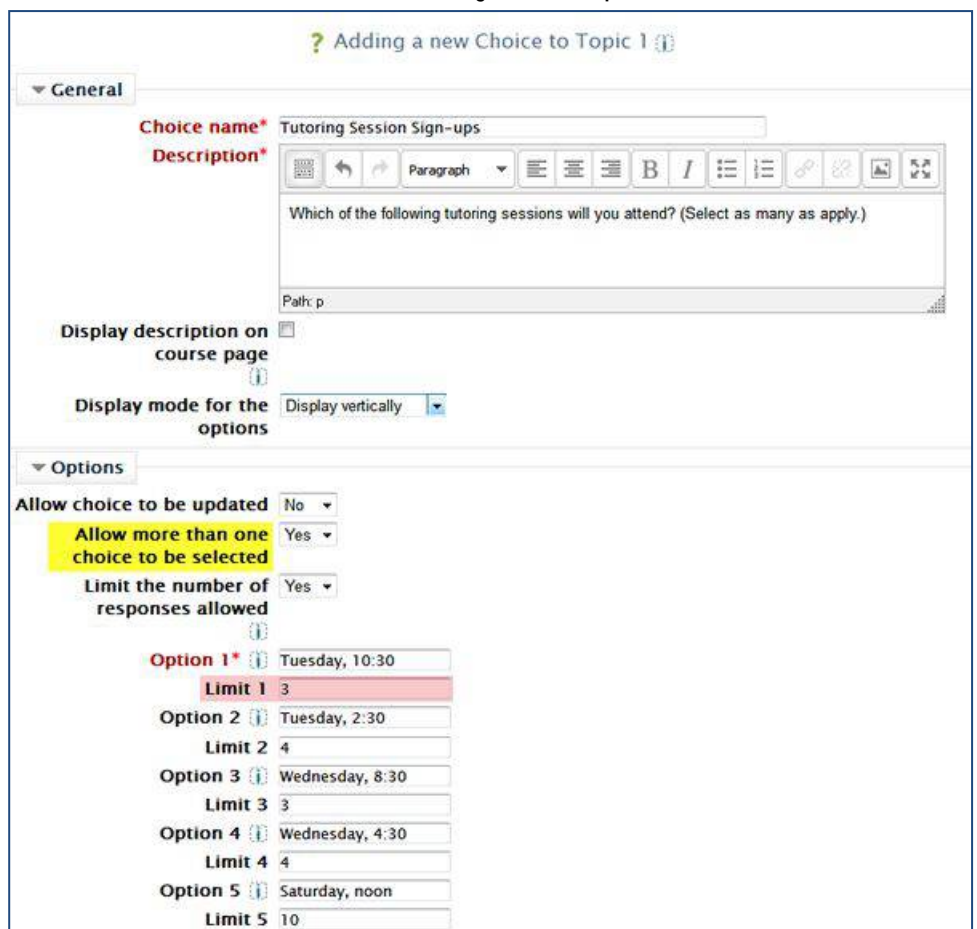 ? Adding a new Choice to Topic 1
General
Choice name* Tutoring Session Sign-ups
Description*
Paragraph B I
Which of the following tutoring sessions will you attend? (Select as many as apply.)
Path: p
Display description on
course page
Display mode for the Display vertically
options
Options
Allow choice to be updated No
Allow more than one Yes
choice to be selected
Limit the number of Yes
responses allowed
Option 1* Tuesday, 10:30
Limit 1 3
Option 2 Tuesday, 2:30
Limit 2 4
Option 3 Wednesday, 8:30
Limit 3 3
Option 4 Wednesday, 4:30
Limit 4 4
Option 5 Saturday, noon
Limit 5 10